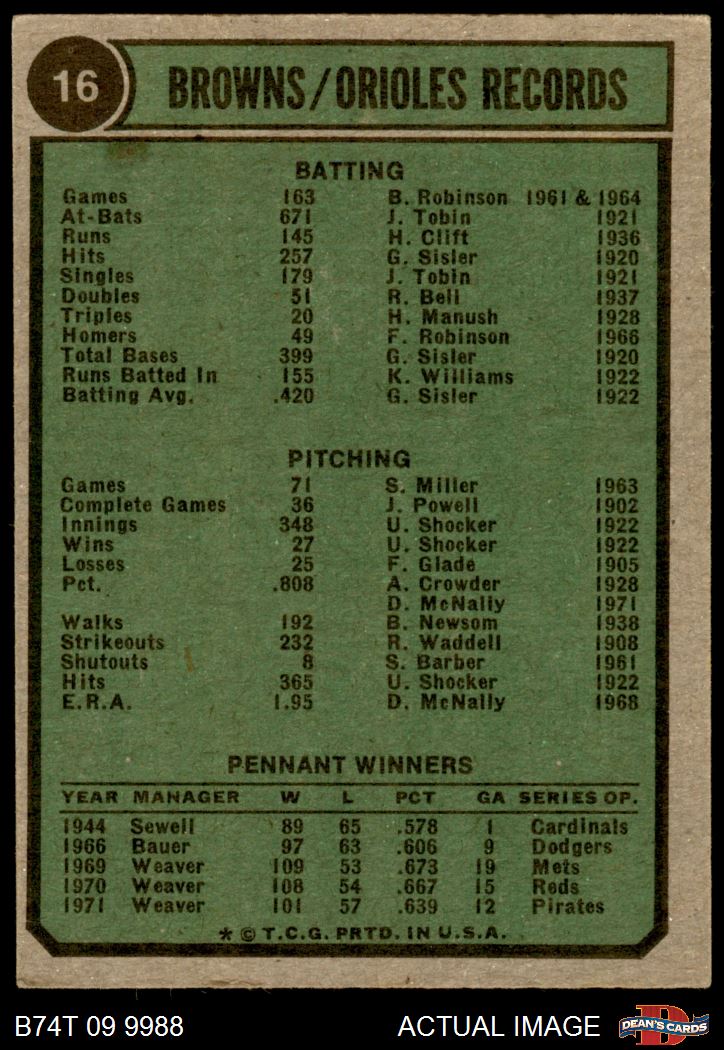 16
BROWNS/ORIOLES RECORDS
BATTING
Games 163 B. Robinson 1961 & 1964
At-Bats 671 J. Tobin 1921
Runs 145 H. Clift 1936
Hits 257 G. Sisler 1920
Singles 179 J. Tobin 1921
Doubles 51 R. Bell 1937
Triples 20 H. Manush 1928
Homers 49 F. Robinson 1966
Total Bases 399 G. Sisler 1920
Runs Batted In 155 K. Williams 1922
Batting Avg. .420 G. Sisler 1922
PITCHING
Games 71 S. Miller 1963
Complete Games 36 J. Powell 1902
Innings 348 U. Shocker 1922
Wins 27 U. Shocker 1922
Losses 25 F. Glade 1905
Pct. .808 A. Crowder 1928
D. McNally 1971
Walks 192 B. Newsom 1938
Strikeouts 232 R. Waddell 1908
Shutouts 8 S. Barber 1961
Hits 365 U. Shocker 1922
E.R.A. 1.95 D. McNally 1968
PENNANT WINNERS
YEAR MANAGER W L PCT GA SERIES OP.
1944 Sewell 89 65 .578 1 Cardinals
1966 Bauer 97 63 .606 9 Dodgers
1969 Weaver 109 53 .673 19 Mets
1970 Weaver 108 54 .667 15 Reds
1971 Weaver 101 57 .639 12 Pirates
* © T.C.G. PRTD. IN U.S.A.
B74T 09 9988 ACTUAL IMAGE D DEAN'S CARDS